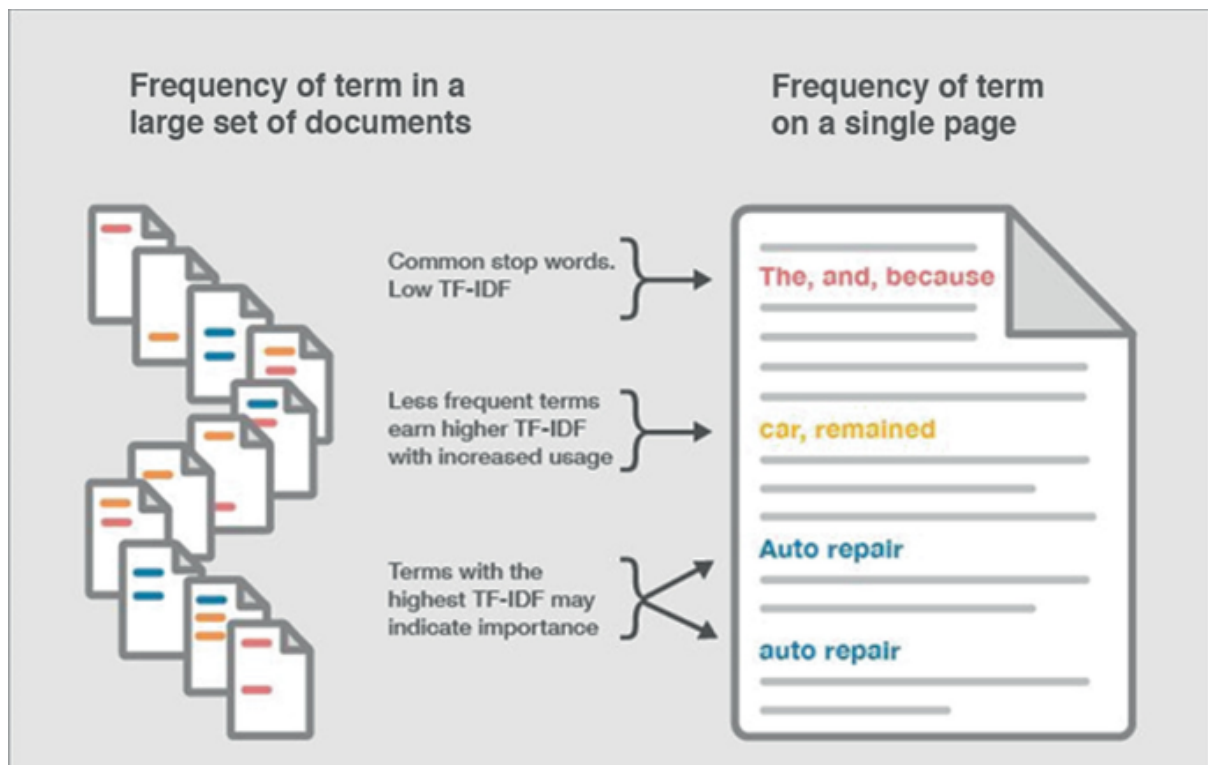 Frequency of term in a
large set of documents
Frequency of term
on a single page
Common stop words.
Low TF-IDF
The, and, because
Less frequent terms
earn higher TF-IDF
with increased usage
car, remained
Terms with the
highest TF-IDF may
indicate importance
Auto repair
auto repair